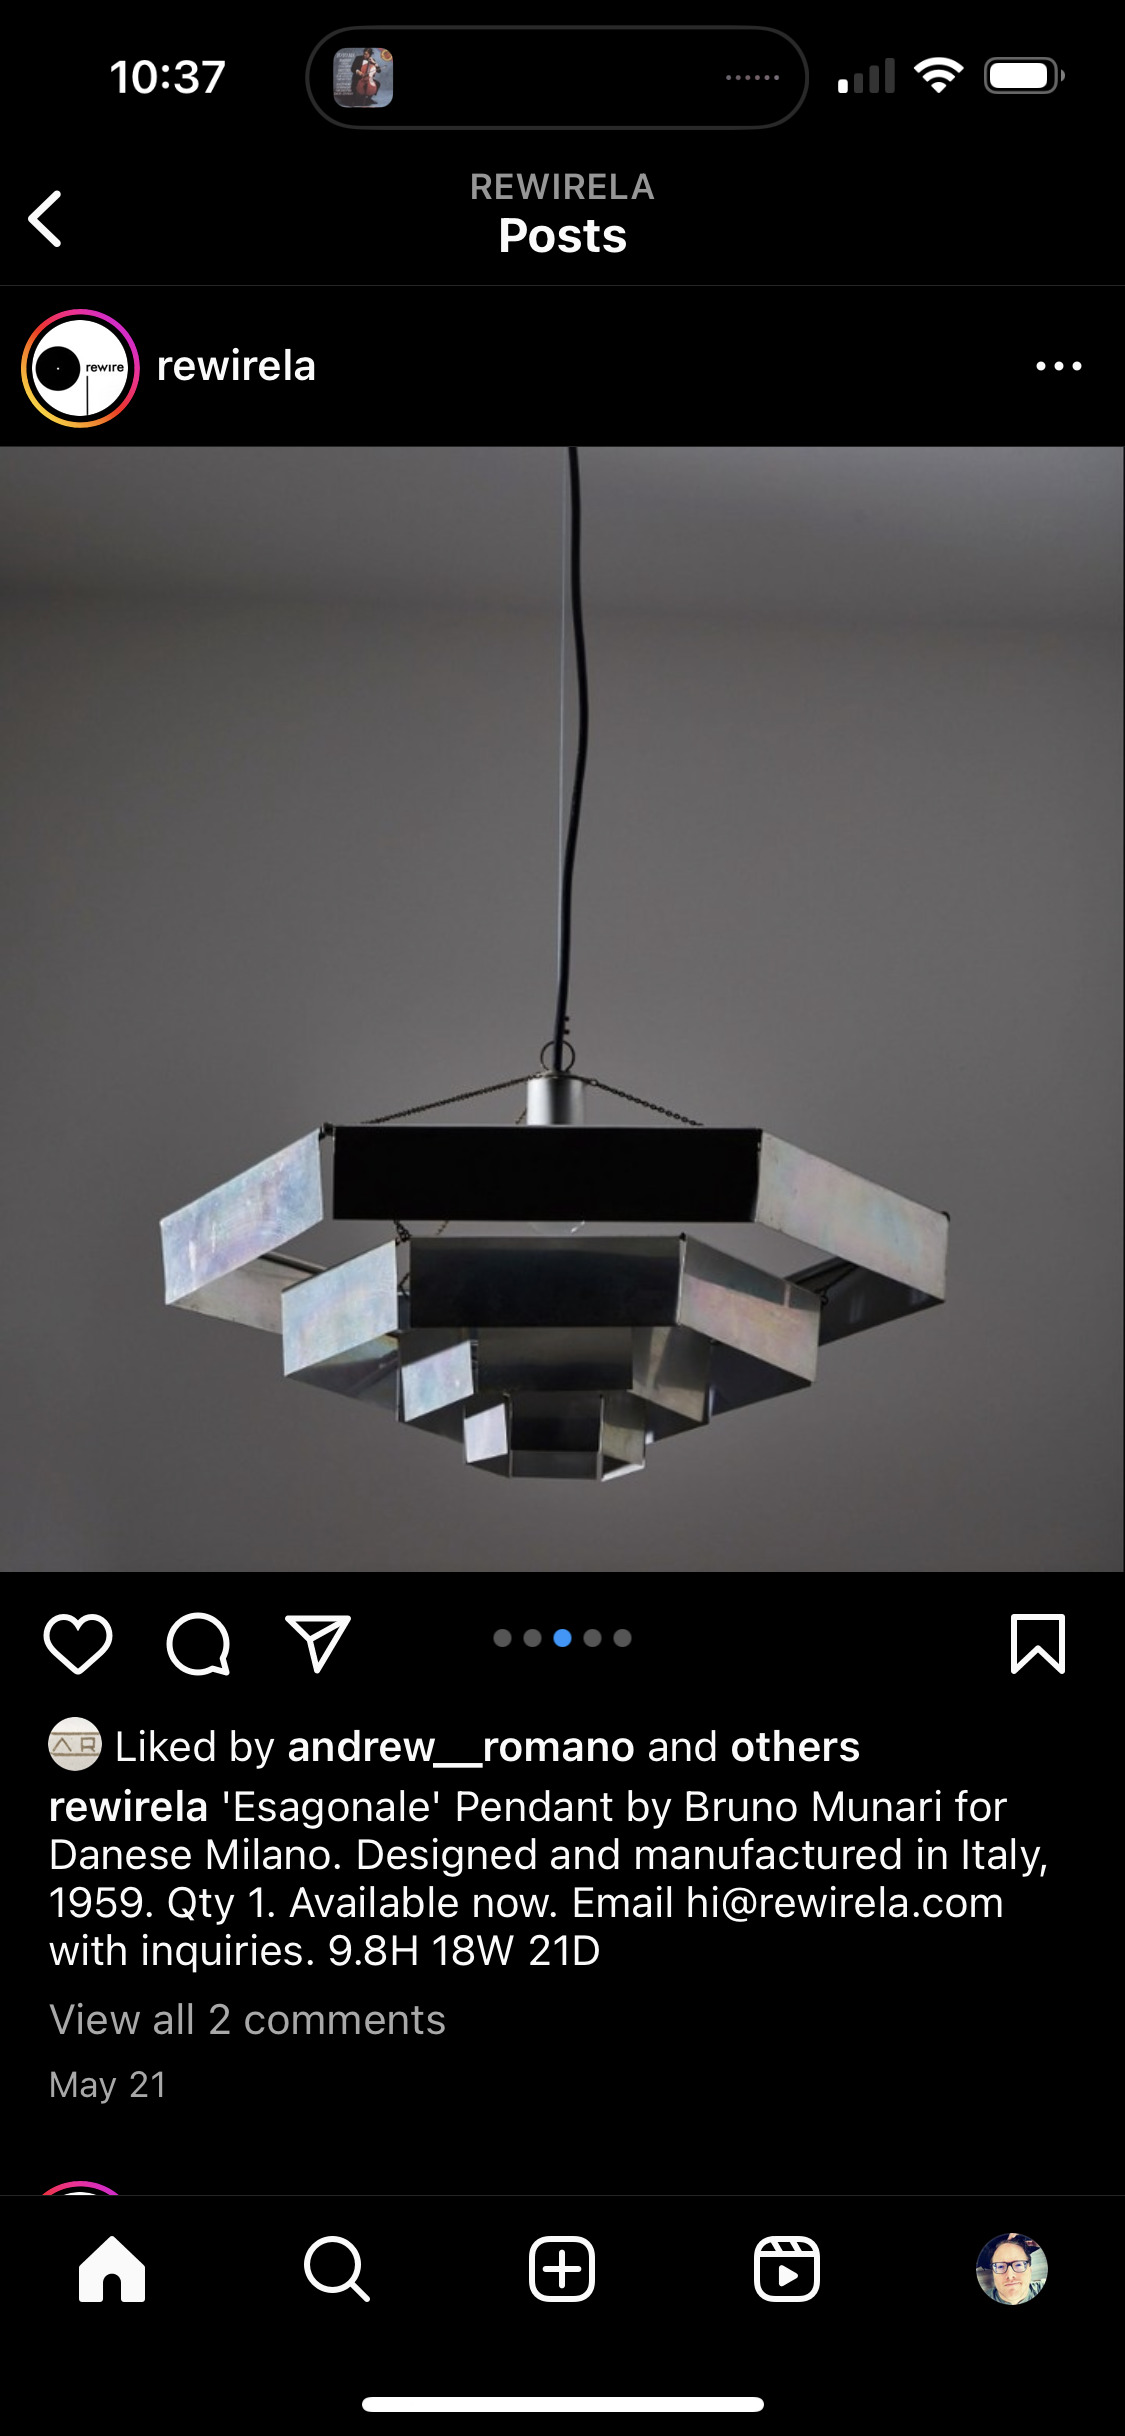 10:37
REWIRELA
Posts
rewire
rewirela
Liked by andrew__romano and others
rewirela 'Esagonale' Pendant by Bruno Munari for
Danese Milano. Designed and manufactured in Italy,
1959. Qty 1. Available now. Email hi@rewirela.com
with inquiries. 9.8H 18W 21D
View all 2 comments
May 21